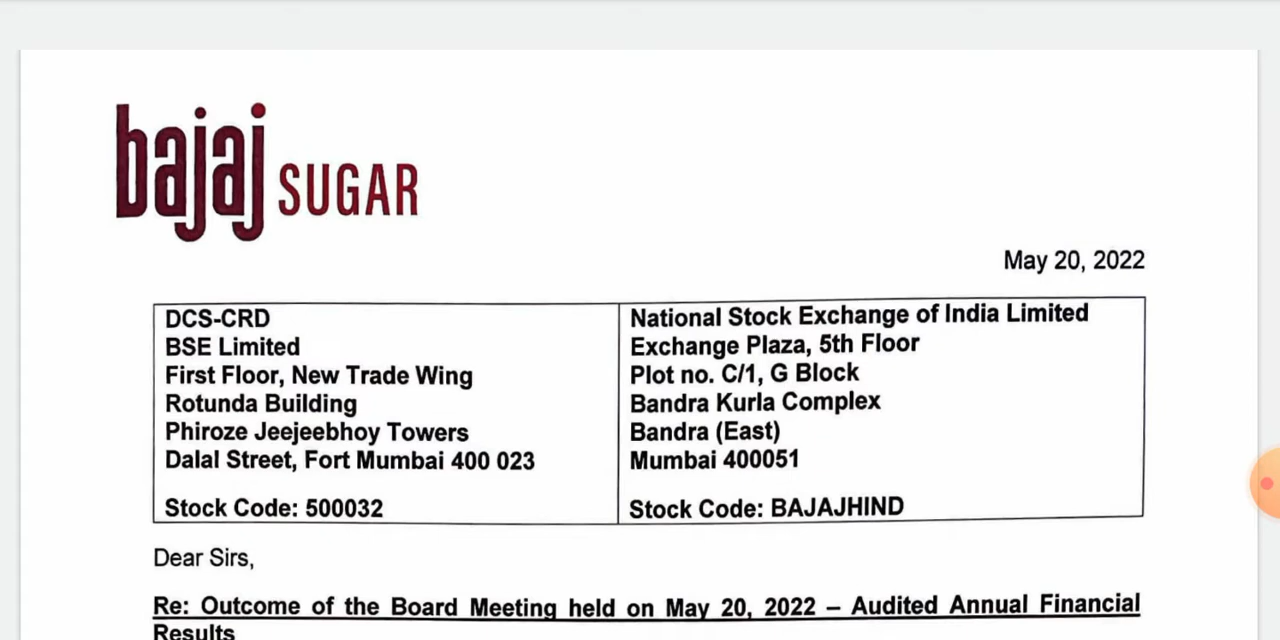 bajaj SUGAR
May 20, 2022
DCS-CRD
BSE Limited
First Floor, New Trade Wing
Rotunda Building
Phiroze Jeejeebhoy Towers
Dalal Street, Fort Mumbai 400 023
Stock Code: 500032
National Stock Exchange of India Limited
Exchange Plaza, 5th Floor
Plot no. C/1, G Block
Bandra Kurla Complex
Bandra (East)
Mumbai 400051
Stock Code: BAJAJHIND
Dear Sirs,
Re: Outcome of the Board Meeting held on May 20, 2022 – Audited Annual Financial
Results